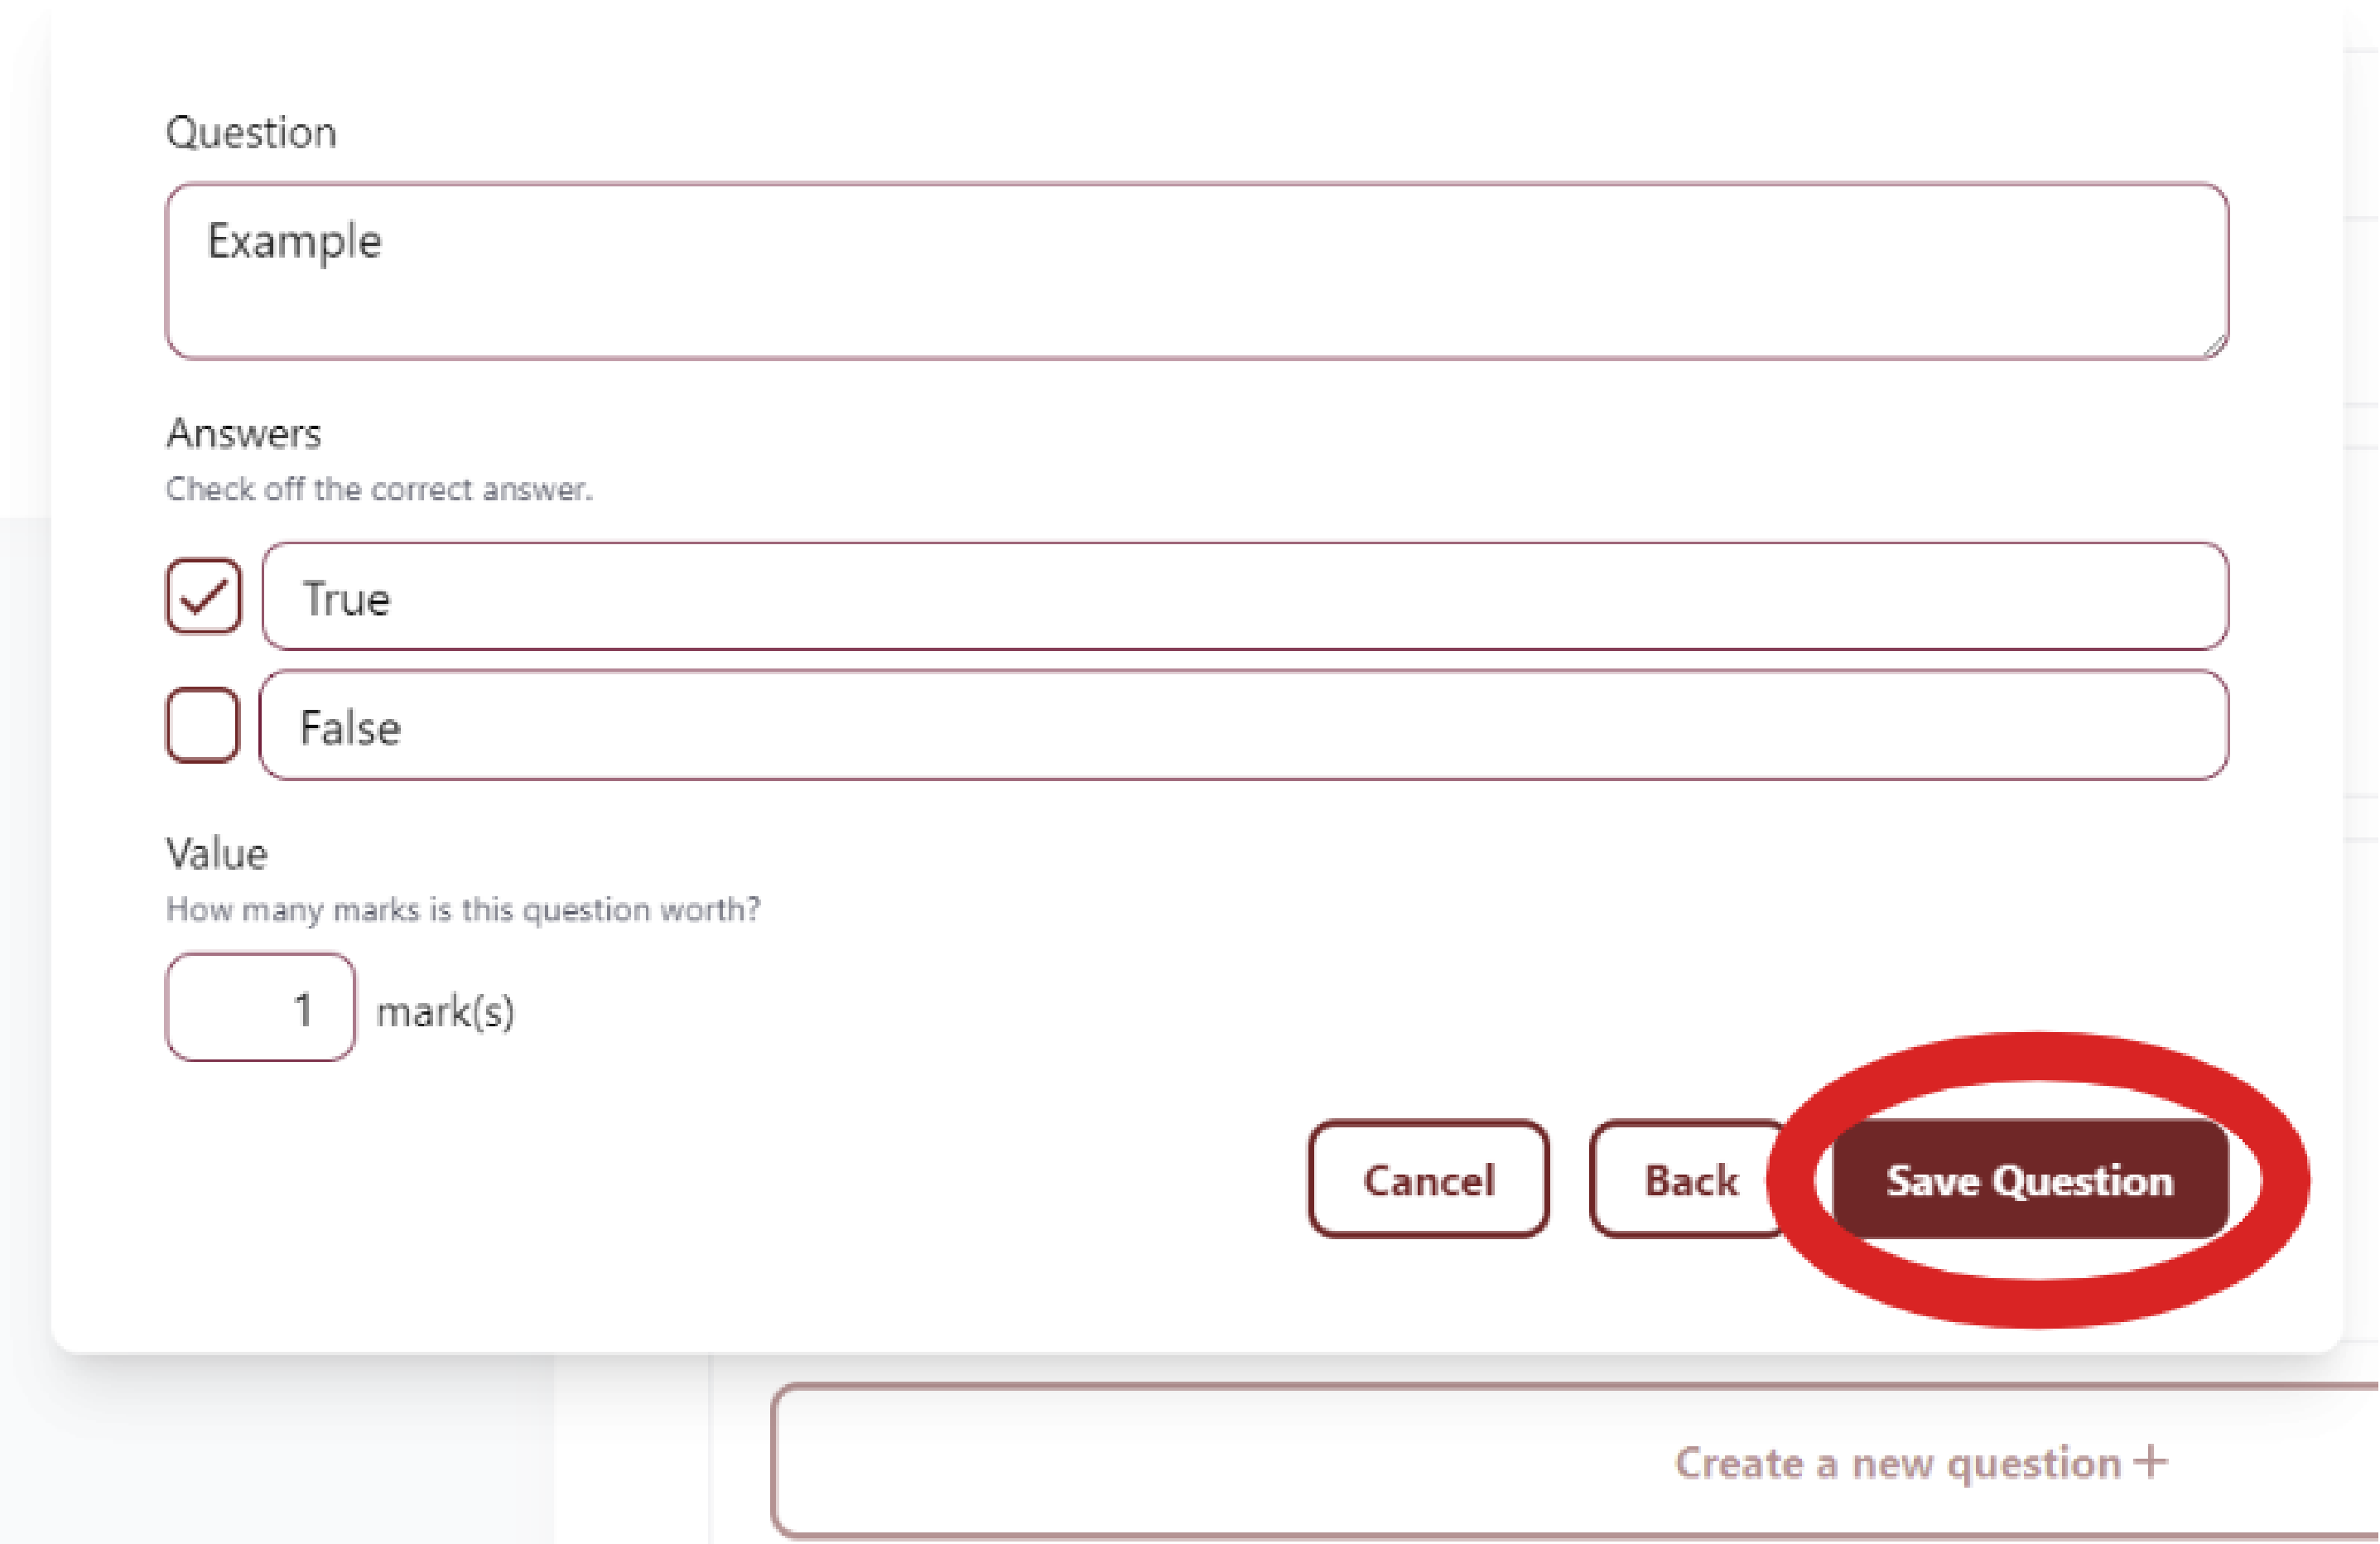 Question
Example
Answers
Check off the correct answer.
True
False
Value
How many marks is this question worth?
1 mark(s)
Cancel Back Save Question
Create a new question +